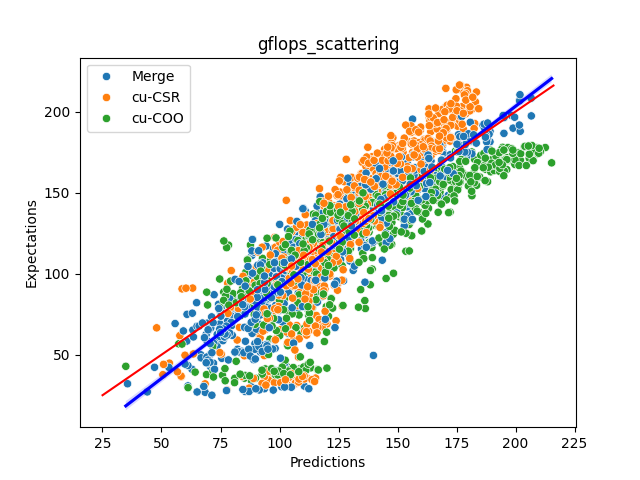 gflops_scattering
Merge
cu-CSR
cu-COO
Expectations
200
150
100
50
25 50 75 100 125 150 175 200 225
Predictions